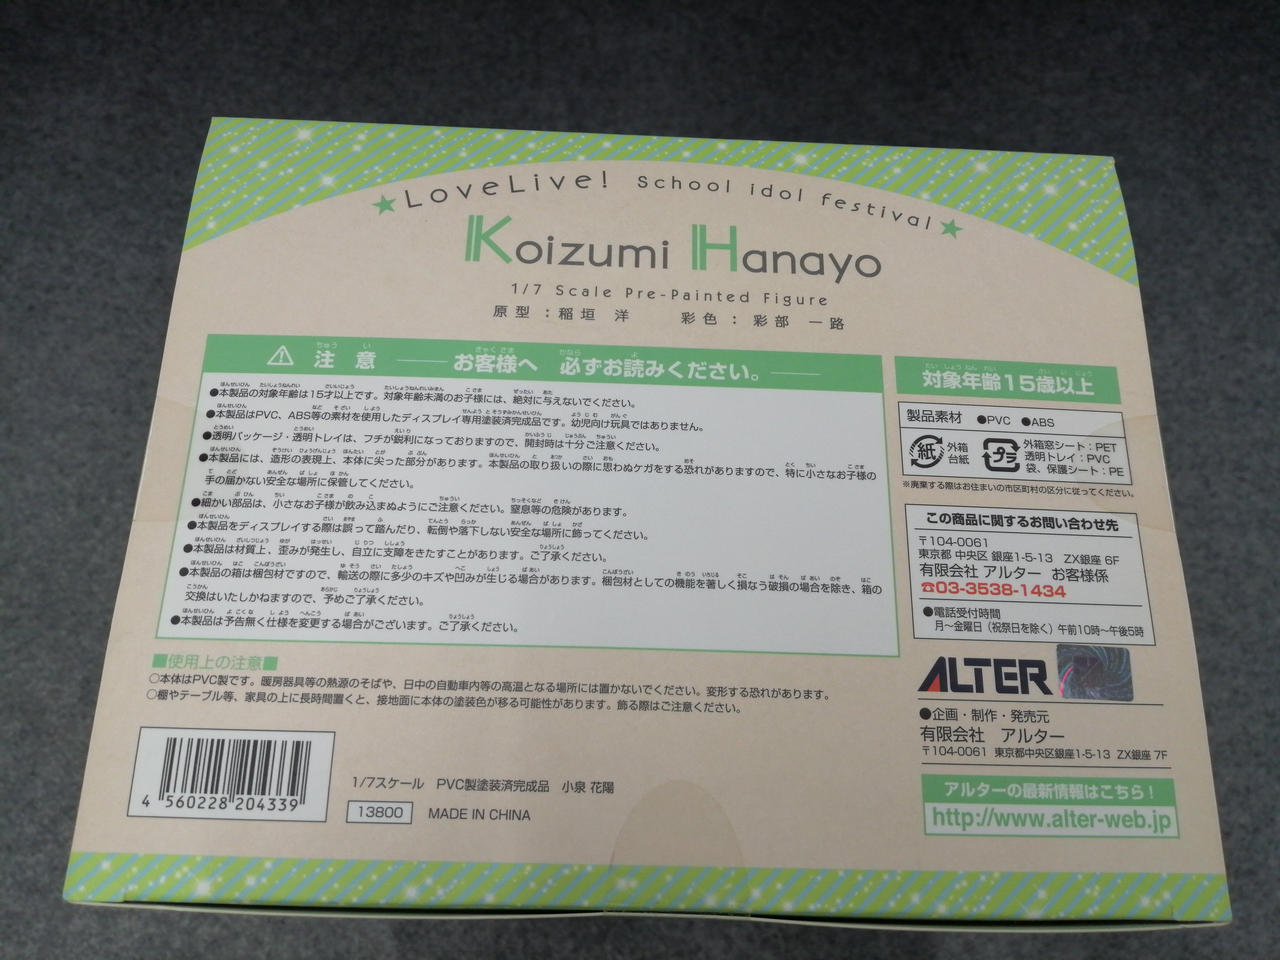 ★LoveLive! School idol festival★
Koizumi Hanayo
1/7 Scale Pre-Painted Figure
原型：稲垣 洋 彩色：彩部 一路
⚠注意 お客様へ 必ずお読みください。
●本製品の対象年齢は15才以上です。対象年齢未満のお子様には、絶対に与えないでください。
●本製品はPVC、ABS等の素材を使用したディスプレイ専用塗装済完成品です。幼児向け玩具ではありません。
●透明パッケージ・透明トレイは、フチが鋭利になっておりますので、開封時は十分ご注意ください。
●本製品には、造形の表現上、本体に尖った部分があります。本製品の取り扱いの際に思わぬケガをする恐れがありますので、特に小さなお子様の
手の届かない安全な場所に保管してください。
●細かい部品は、小さなお子様が飲み込まぬようにご注意ください。窒息等の危険があります。
●本製品をディスプレイする際は誤って踏んだり、転倒や落下しない安全な場所に飾ってください。
●本製品は材質上、歪みが発生し、自立に支障をきたすことがあります。ご了承ください。
●本製品の箱は梱包材ですので、輸送の際に多少のキズや凹みが生じる場合があります。梱包材としての機能を著しく損なう破損の場合を除き、箱の
交換はいたしかねますので、予めご了承ください。
●本製品は予告無く仕様を変更する場合がございます。ご了承ください。
■使用上の注意■
○本体はPVC製です。暖房器具等の熱源のそばや、日中の自動車内等の高温となる場所には置かないでください。変形する恐れがあります。
○棚やテーブル等、家具の上に長時間置くと、接地面に本体の塗装色が移る可能性があります。飾る際はご注意ください。
4 560228 204339
1/7スケール PVC製塗装済完成品 小泉 花陽
13800 MADE IN CHINA
対象年齢15歳以上
製品素材 ●PVC ●ABS
紙 外箱
台紙
プラ 外箱窓シート：PET
透明トレイ：PVC
袋、保護シート：PE
※廃棄する際はお住まいの市区町村の区分に従ってください。
この商品に関するお問い合わせ先
〒104-0061
東京都 中央区 銀座1-5-13 ZX銀座 6F
有限会社 アルター お客様係
☎03-3538-1434
●電話受付時間
月〜金曜日（祝祭日を除く）午前10時〜午後5時
ALTER
●企画・制作・発売元
有限会社 アルター
〒104-0061 東京都中央区銀座1-5-13 ZX銀座 7F
アルターの最新情報はこちら！
http://www.alter-web.jp